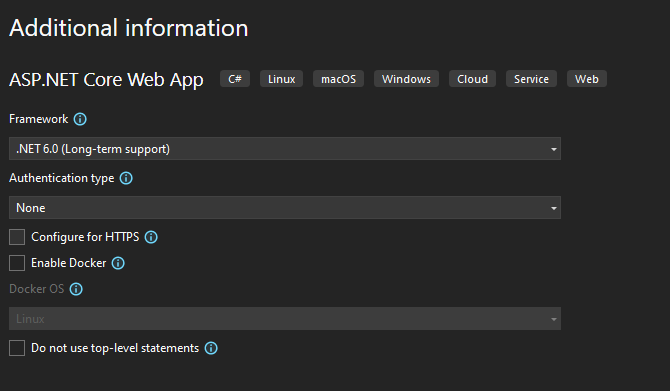 Additional information
ASP.NET Core Web App C# Linux macOS Windows Cloud Service Web
Framework
.NET 6.0 (Long-term support)
Authentication type
None
Configure for HTTPS
Enable Docker
Docker OS
Linux
Do not use top-level statements